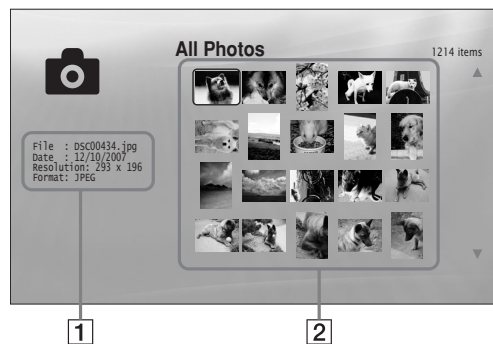 All Photos
1214 items
File : DSC00434.jpg
Date : 12/10/2007
Resolution: 293 x 196
Format: JPEG
1
2